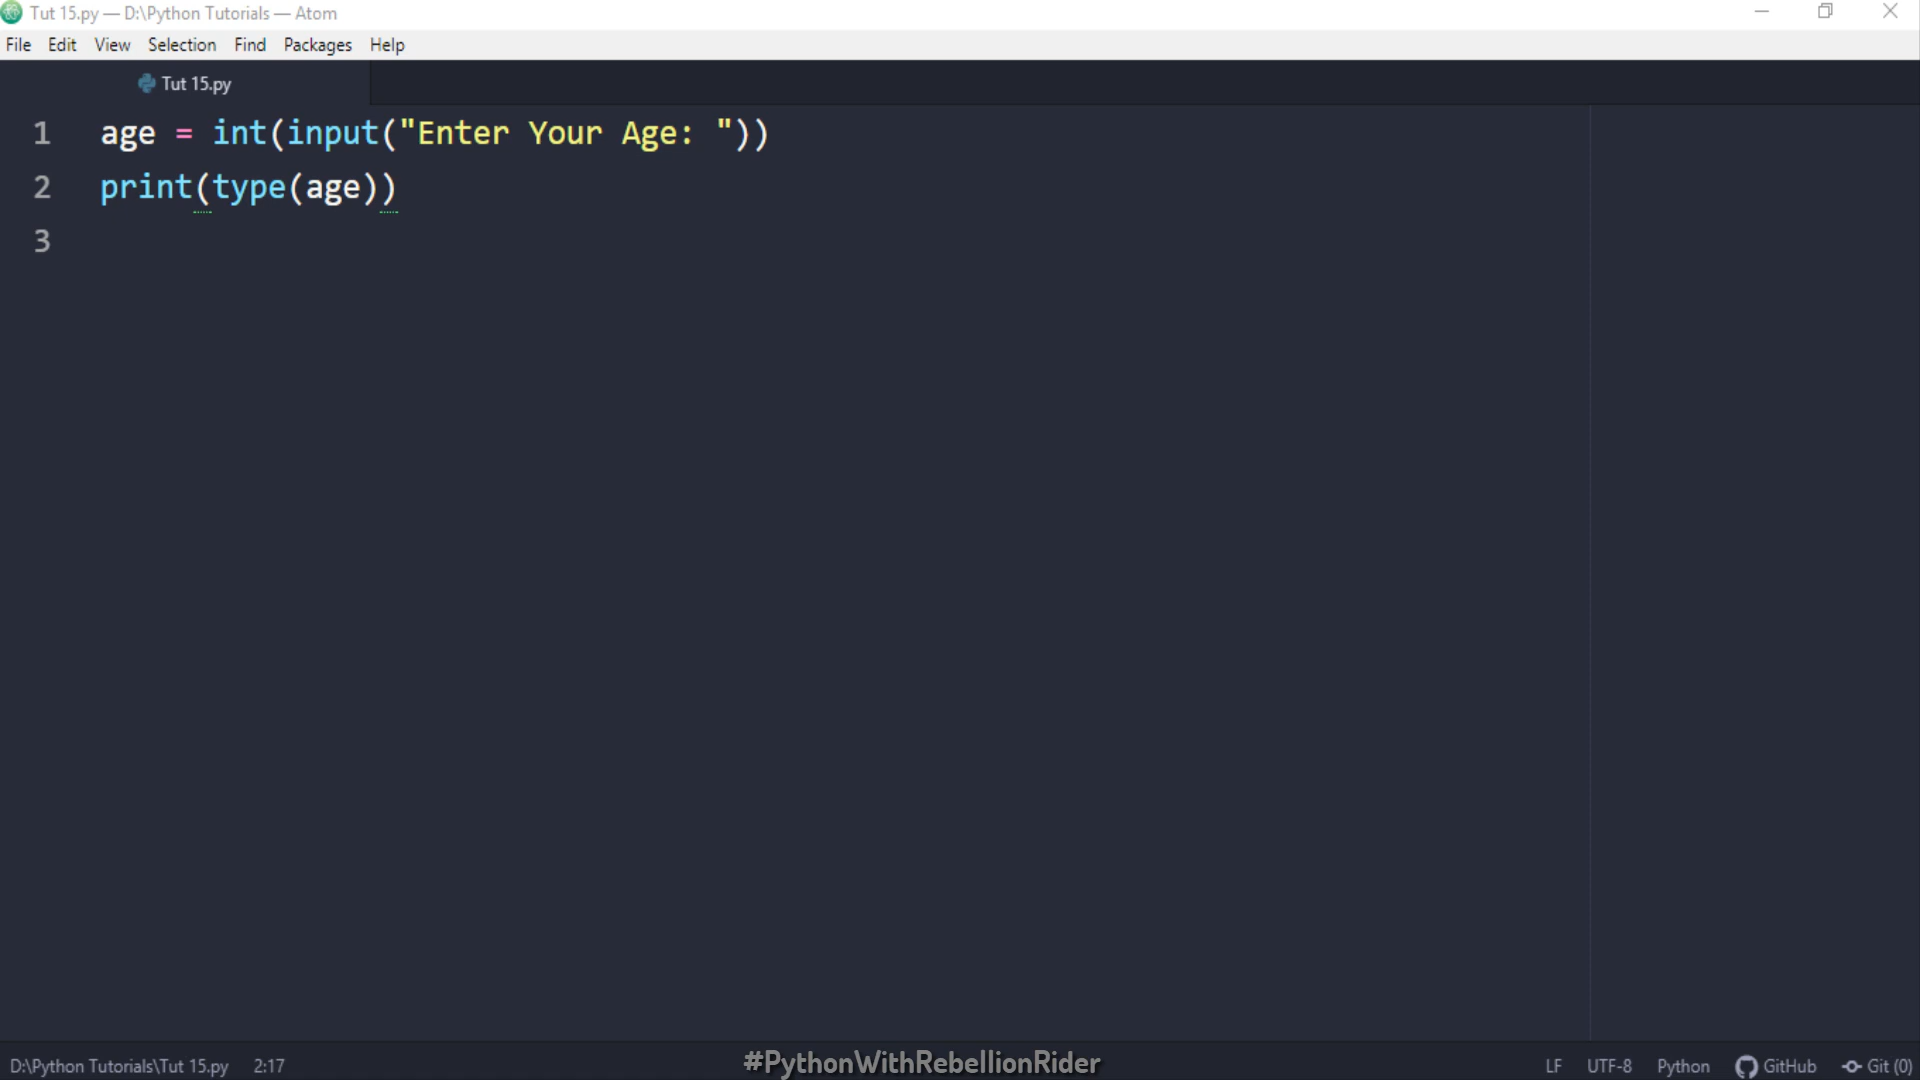 Tut 15.py — D:\Python Tutorials — Atom
File Edit View Selection Find Packages Help
Tut 15.py
1 age = int(input("Enter Your Age: "))
2 print(type(age))
3
D:\Python Tutorials\Tut 15.py 2:17 #PythonWithRebellionRider LF UTF-8 Python GitHub Git (0)